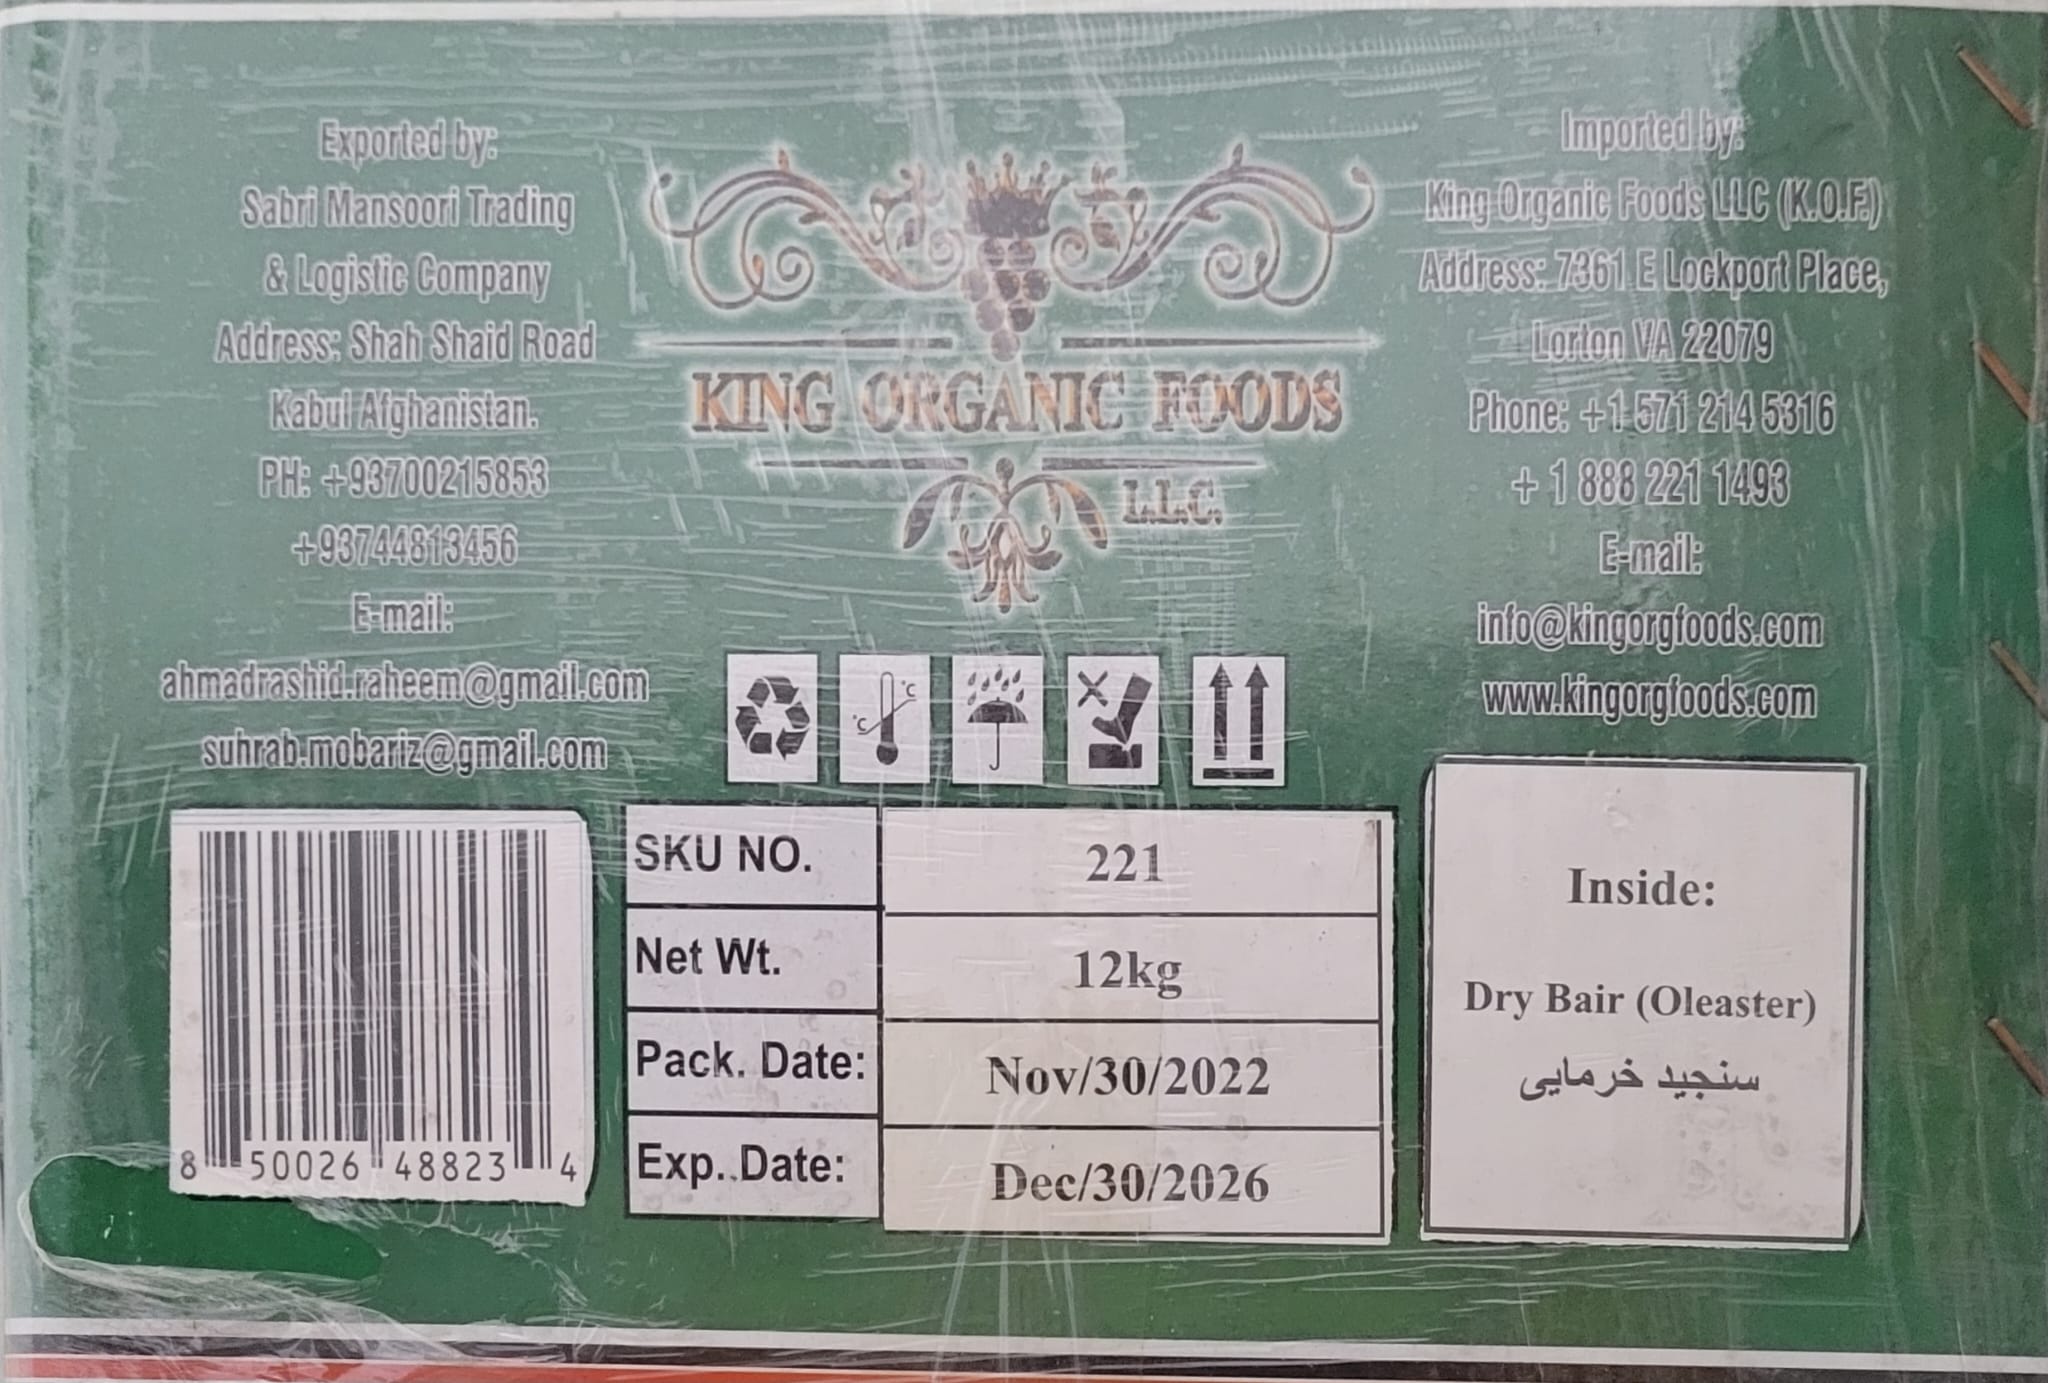 Exported by:
Sabri Mansoori Trading
& Logistic Company
Address: Shah Shaid Road
Kabul Afghanistan.
PH: +93700215853
+93744813456
E-mail:
ahmadrashid.raheem@gmail.com
suhrab.mobariz@gmail.com
KING ORGANIC FOODS
L.L.C.
Imported by:
King Organic Foods LLC (K.O.F.)
Address: 7361 E Lockport Place,
Lorton VA 22079
Phone: +1 571 214 5316
+ 1 888 221 1493
E-mail:
info@kingorgfoods.com
www.kingorgfoods.com
°C °C
8 50026 48823 4
SKU NO. 221
Net Wt. 12kg
Pack. Date: Nov/30/2022
Exp..Date: Dec/30/2026
Inside:
Dry Bair (Oleaster)
سنجيد خرمايى